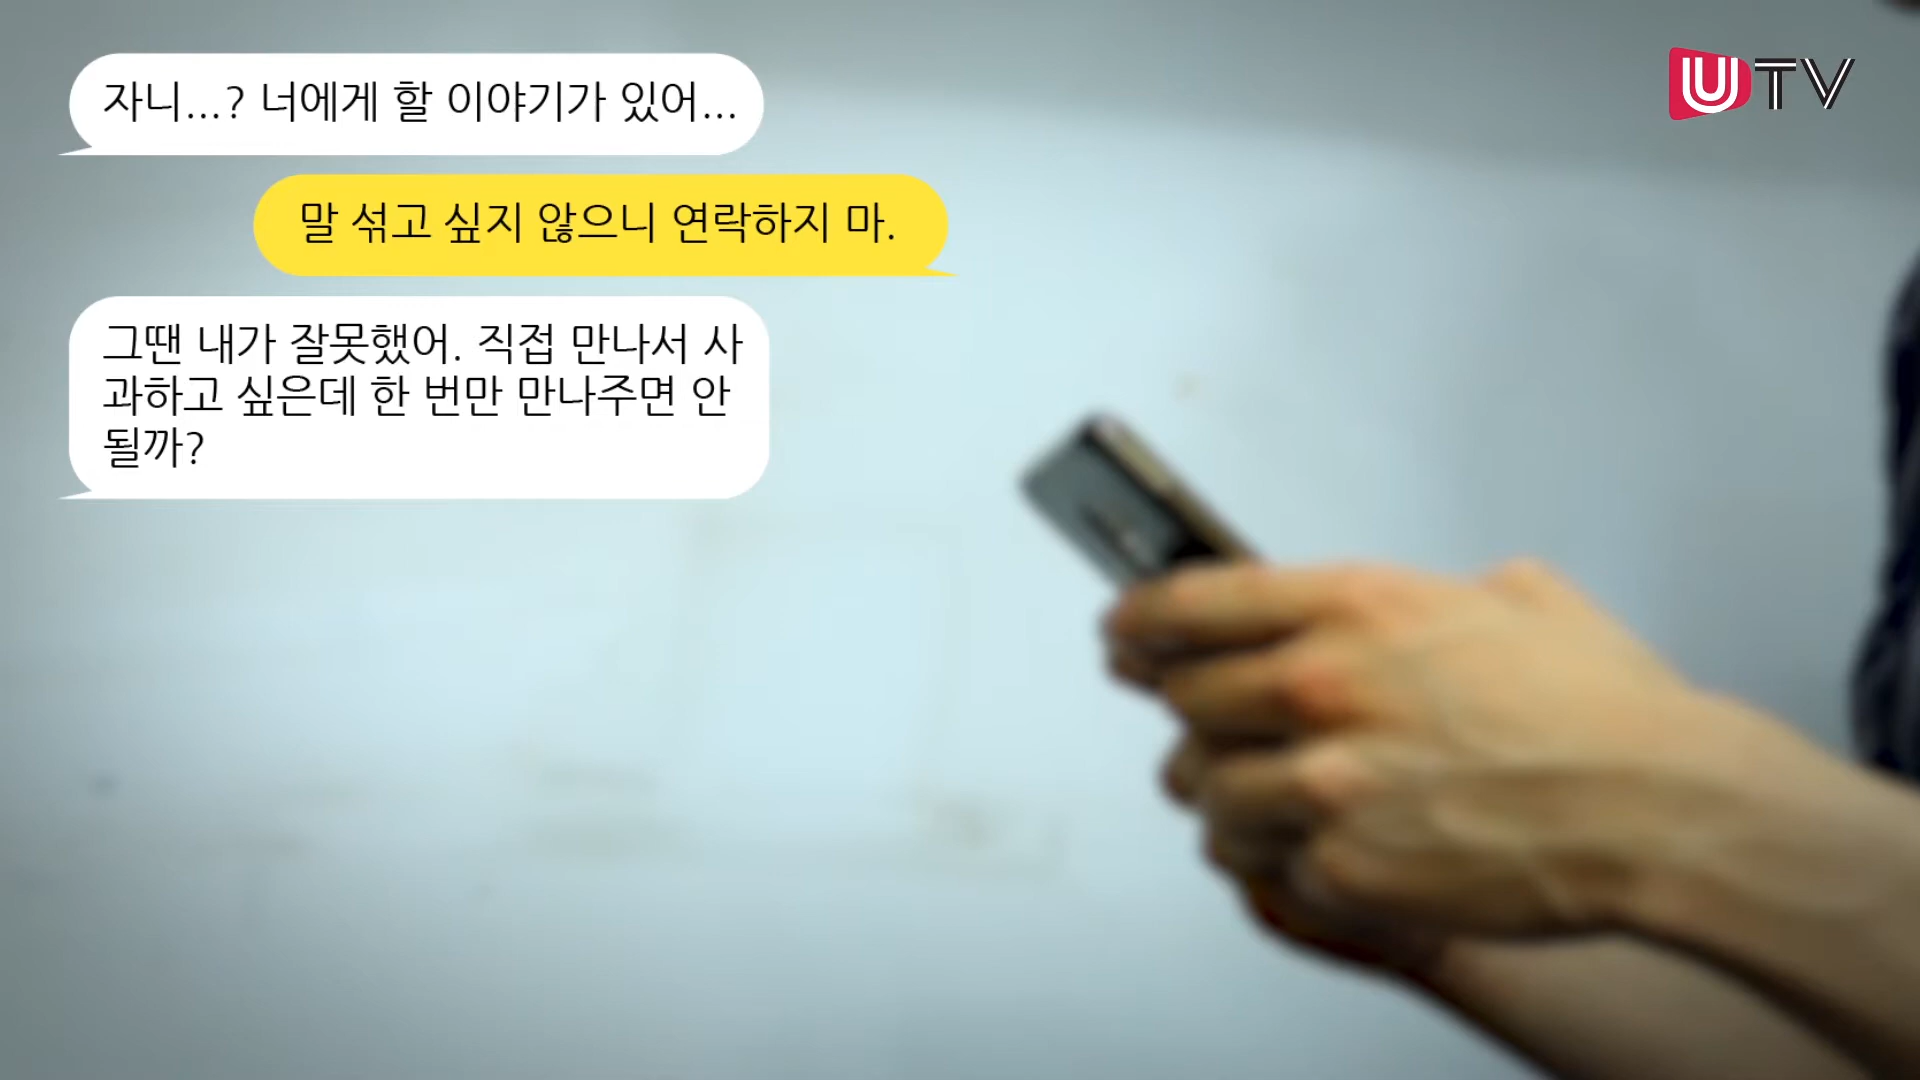 자니...? 너에게 할 이야기가 있어...
UTV
말 섞고 싶지 않으니 연락하지 마.
그땐 내가 잘못했어. 직접 만나서 사
과하고 싶은데 한 번만 만나주면 안
될까?